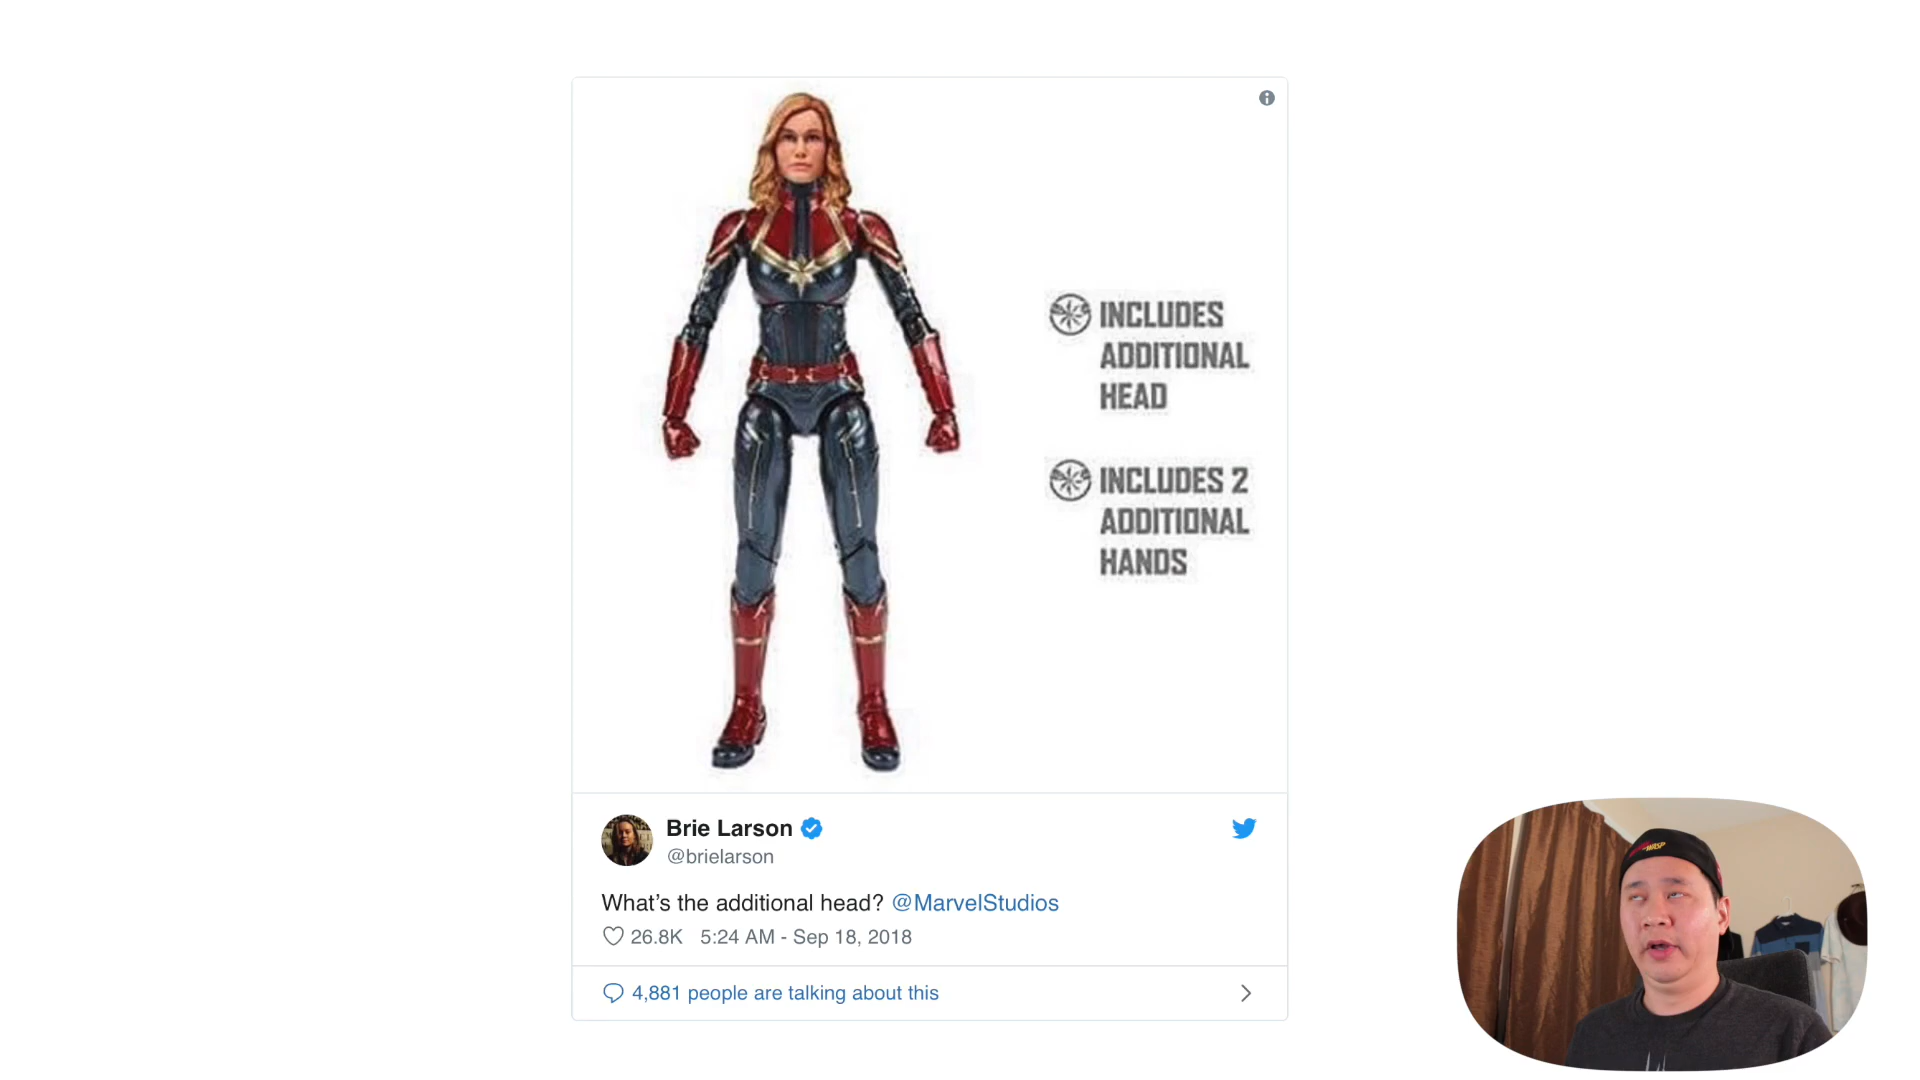 INCLUDES
ADDITIONAL
HEAD
INCLUDES 2
ADDITIONAL
HANDS
Brie Larson
@brielarson
What’s the additional head? @MarvelStudios
26.8K 5:24 AM - Sep 18, 2018
4,881 people are talking about this
WASP